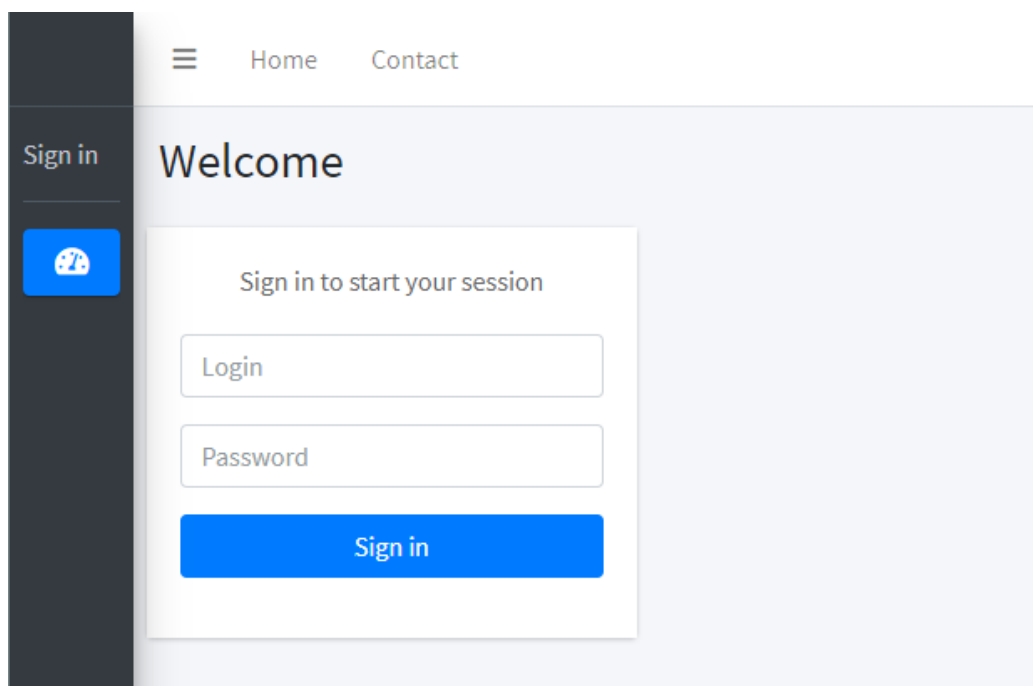 Home Contact
Sign in
Welcome
Sign in to start your session
Login
Password
Sign in